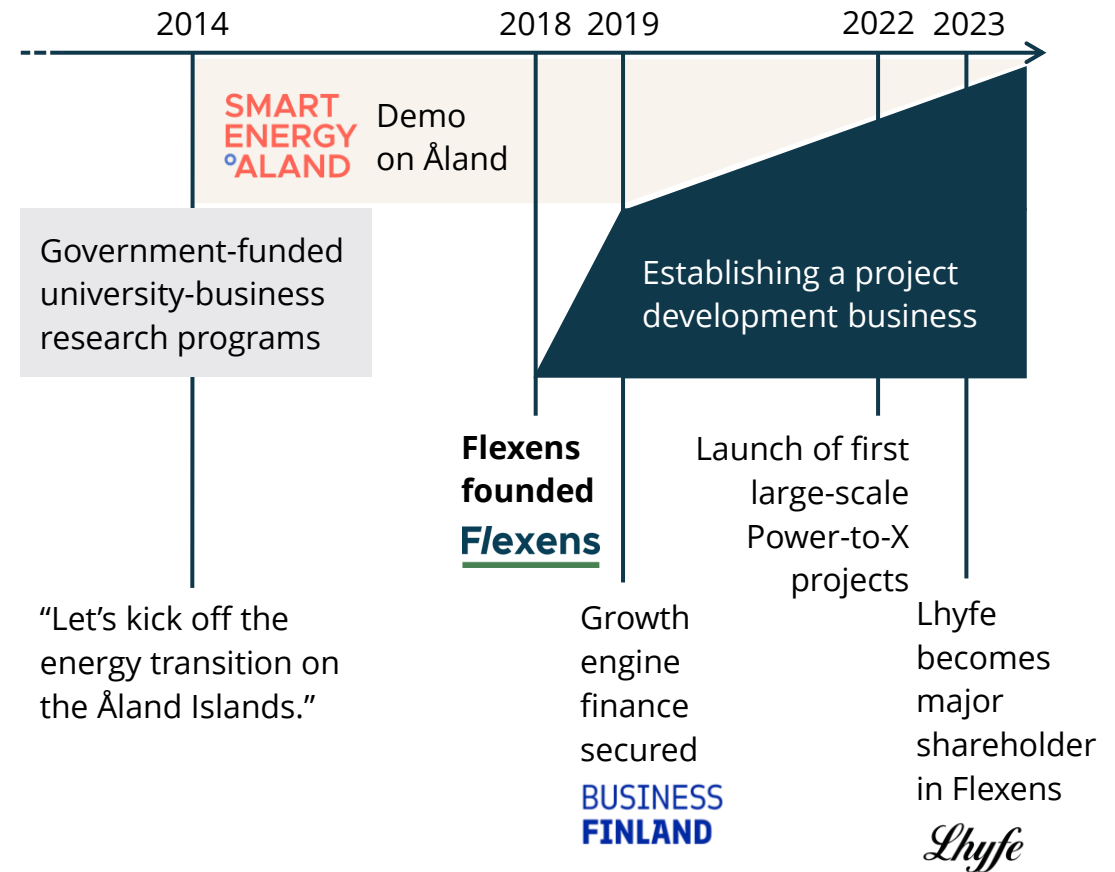 2014
2018
2019
2022
2023
SMART
ENERGY
°ALAND
Demo
on Åland
Government-funded
university-business
research programs
Establishing a project
development business
“Let’s kick off the
energy transition on
the Åland Islands.”
Flexens
founded
Flexens
Growth
engine
finance
secured
BUSINESS
FINLAND
Launch of first
large-scale
Power-to-X
projects
Lhyfe
becomes
major
shareholder
in Flexens
Lhyfe